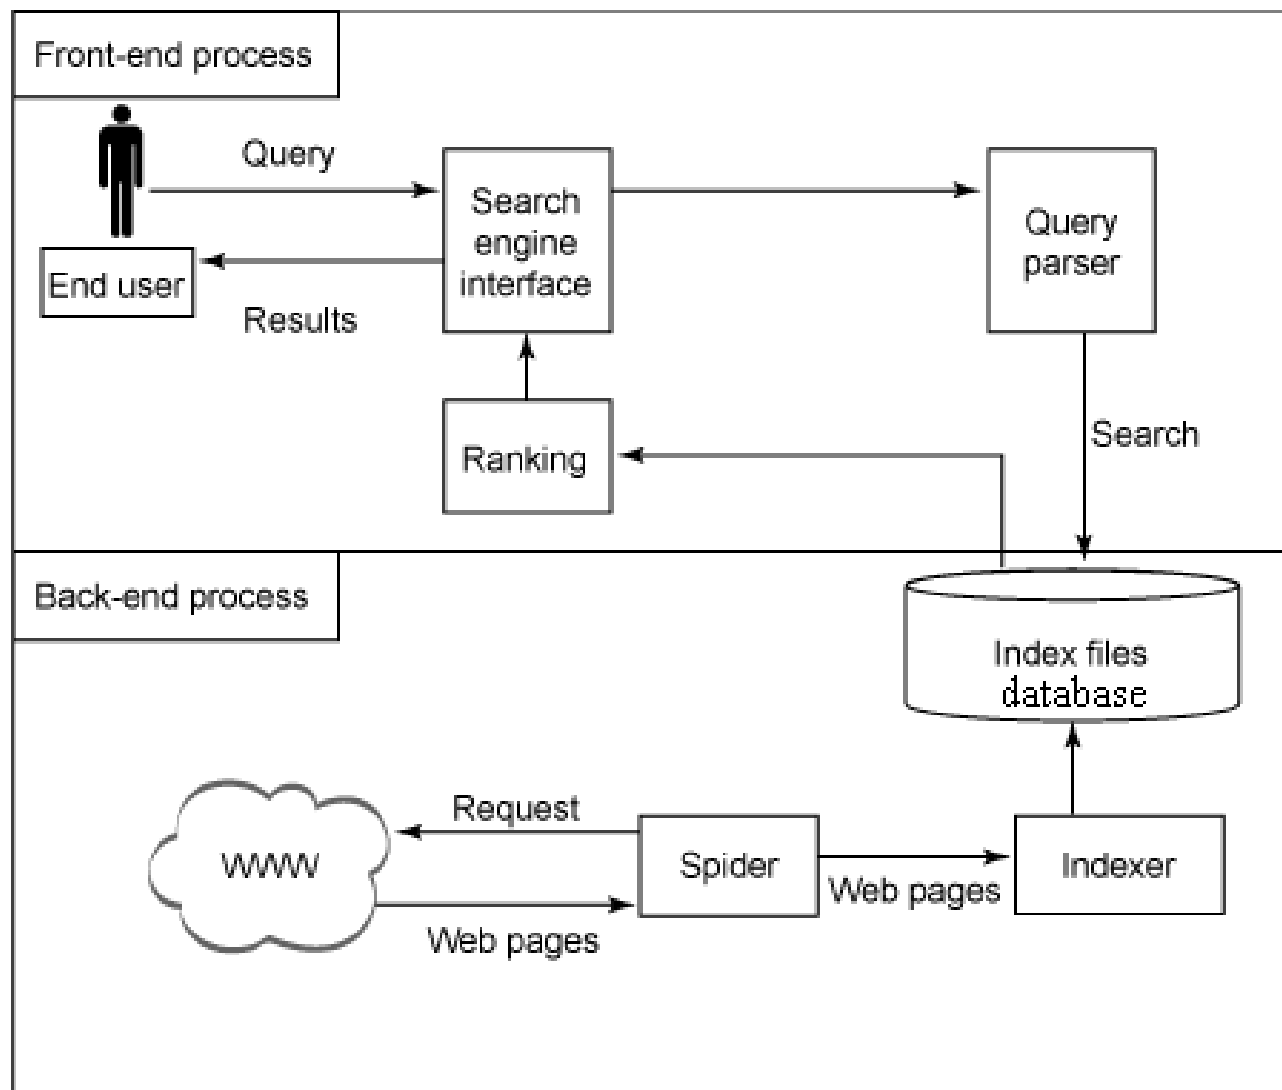 Front-end process
Query
Search
engine
interface
Query
parser
End user
Results
Ranking
Search
Back-end process
Index files
database
WWW
Request
Web pages
Spider
Web pages
Indexer